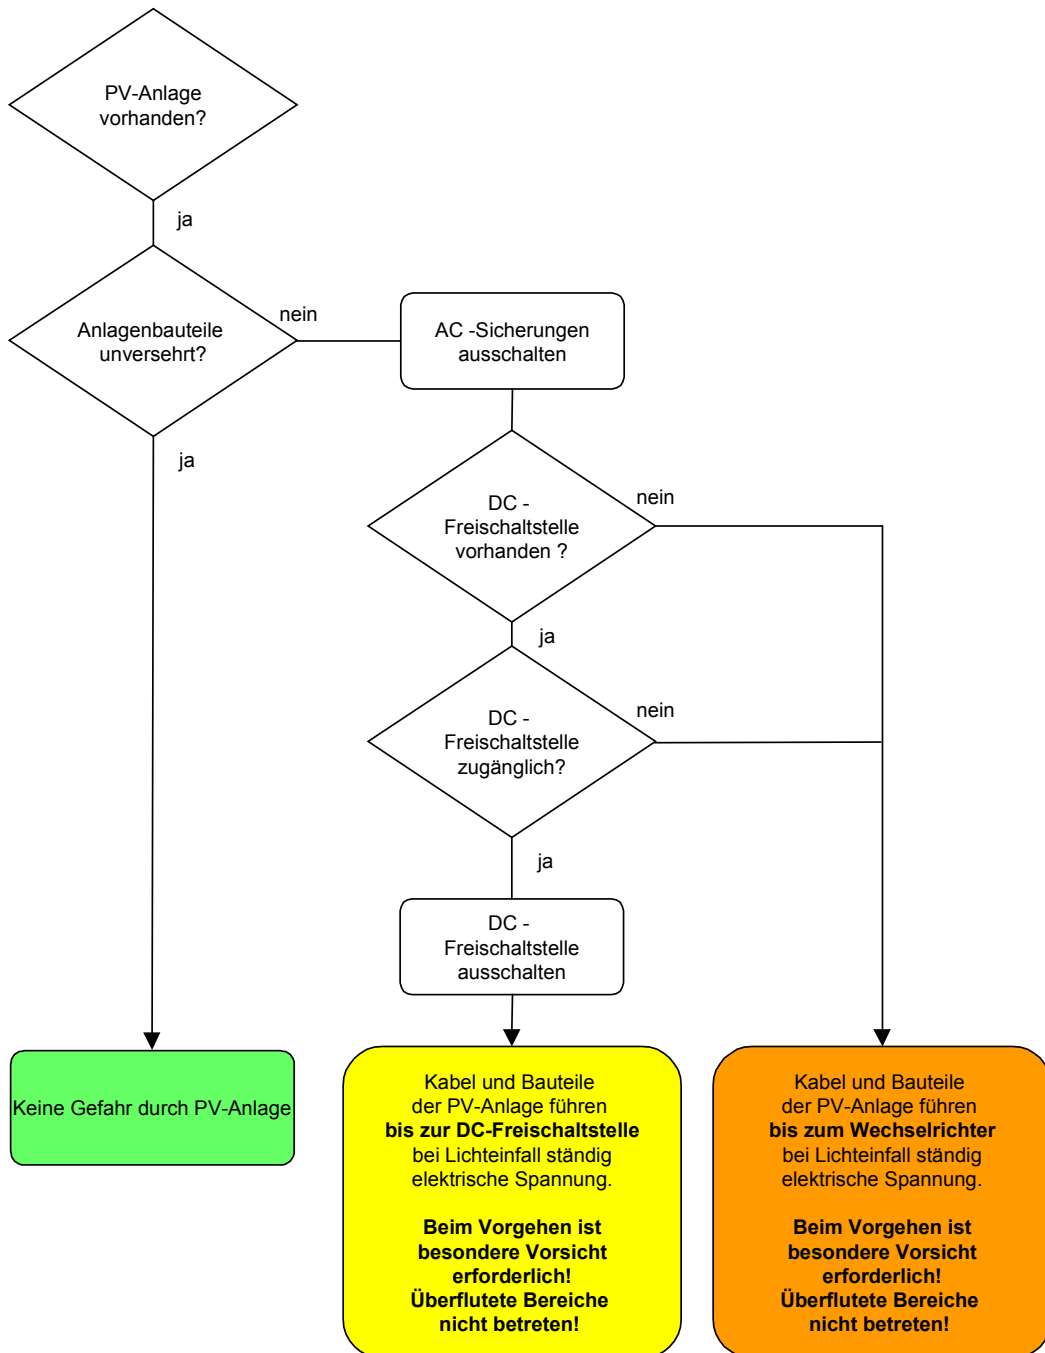 PV-Anlage
vorhanden?
ja
Anlagenbauteile
unversehrt?
nein
AC -Sicherungen
ausschalten
ja
DC -
Freischaltstelle
vorhanden ?
nein
ja
DC -
Freischaltstelle
zugänglich?
nein
ja
DC -
Freischaltstelle
ausschalten
Keine Gefahr durch PV-Anlage
Kabel und Bauteile
der PV-Anlage führen
bis zur DC-Freischaltstelle
bei Lichteinfall ständig
elektrische Spannung.
Beim Vorgehen ist
besondere Vorsicht
erforderlich!
Überflutete Bereiche
nicht betreten!
Kabel und Bauteile
der PV-Anlage führen
bis zum Wechselrichter
bei Lichteinfall ständig
elektrische Spannung.
Beim Vorgehen ist
besondere Vorsicht
erforderlich!
Überflutete Bereiche
nicht betreten!